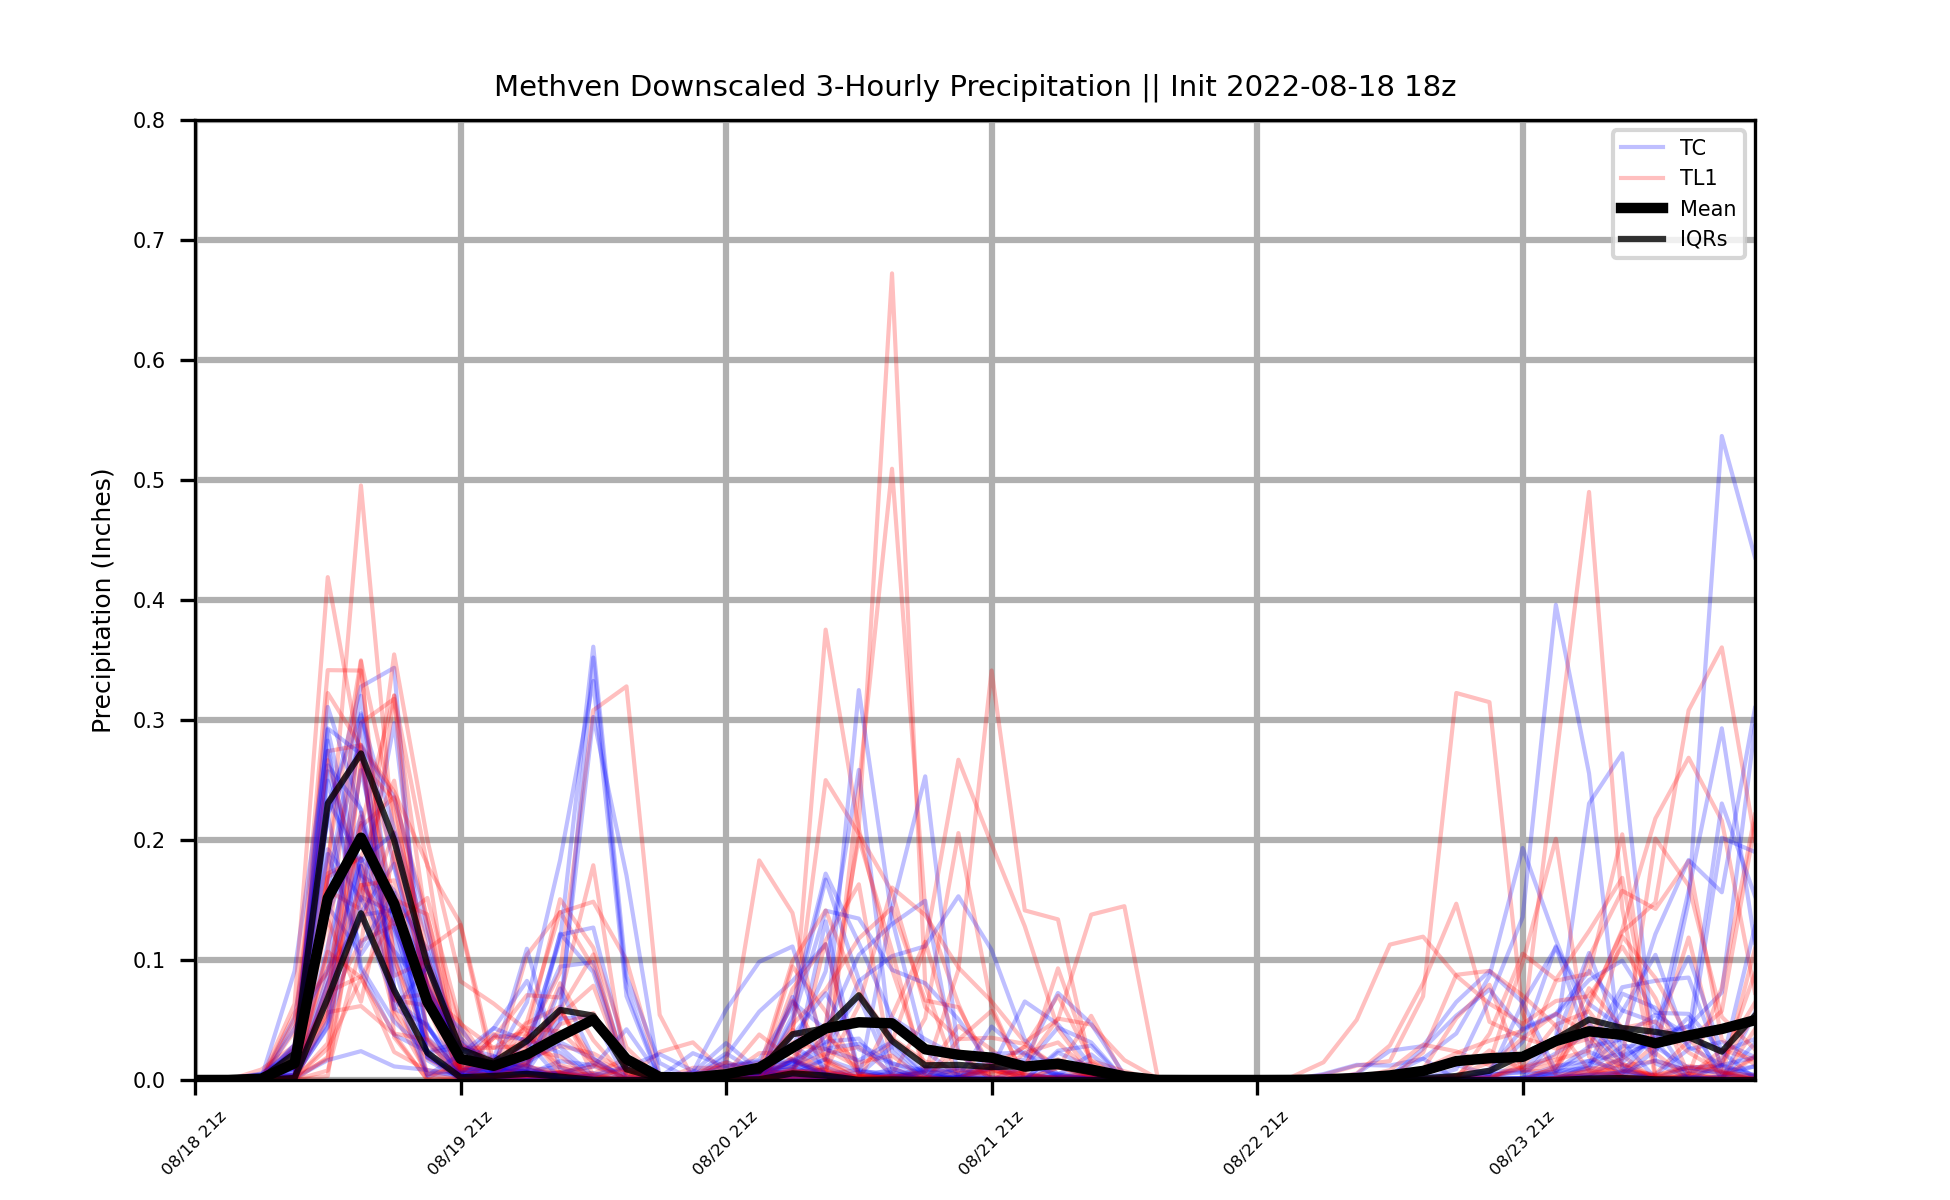 Methven Downscaled 3-Hourly Precipitation || Init 2022-08-18 18z
0.8
0.7
0.6
0.5
0.4
0.3
0.2
0.1
0.0
Precipitation (Inches)
TC
TL1
Mean
IQRs
08/18 21z
08/19 21z
08/20 21z
08/21 21z
08/22 21z
08/23 21z